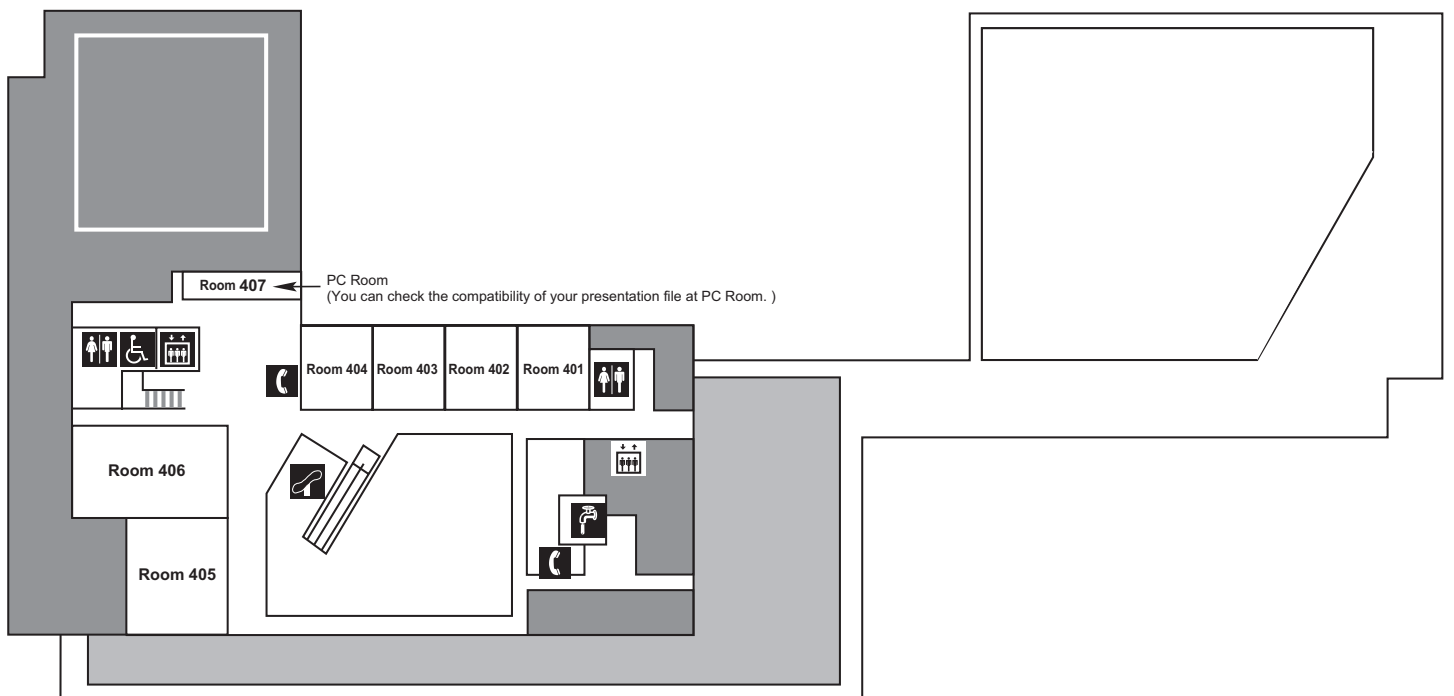 Room 407
PC Room
(You can check the compatibility of your presentation file at PC Room. )
Room 404
Room 403
Room 402
Room 401
Room 406
Room 405